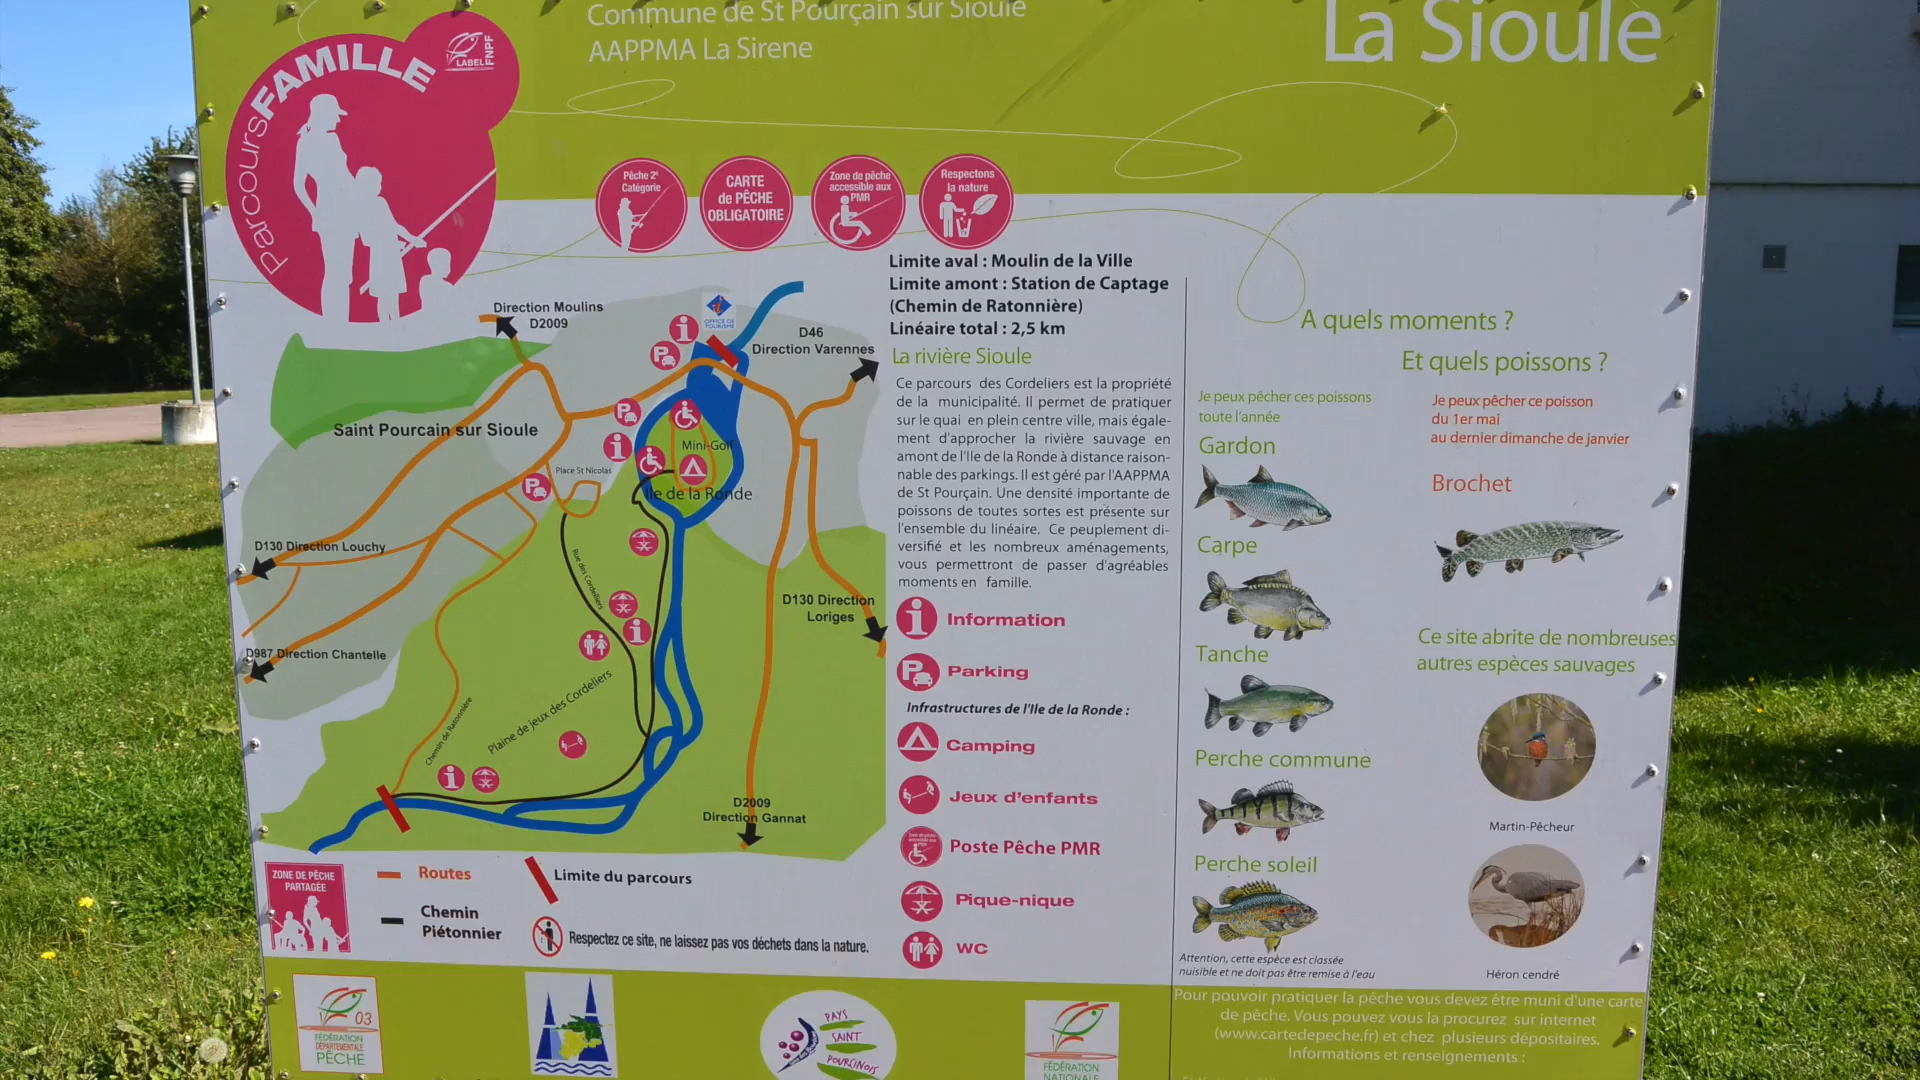 Commune de St Pourçain sur Sioule
AAPPMA La Sirene
La Sioule
Parcours FAMILLE
LABEL FNPF
Pêche 2e
Catégorie
CARTE
de PÊCHE
OBLIGATOIRE
Zone de pêche
accessible aux
PMR
Respectons
la nature
Limite aval : Moulin de la Ville
Limite amont : Station de Captage
(Chemin de Ratonnière)
Linéaire total : 2,5 km
La rivière Sioule
Ce parcours des Cordeliers est la propriété
de la municipalité. Il permet de pratiquer
sur le quai en plein centre ville, mais égale-
ment d'approcher la rivière sauvage en
amont de l'Ile de la Ronde à distance raison-
nable des parkings. Il est géré par l'AAPPMA
de St Pourçain. Une densité importante de
poissons de toutes sortes est présente sur
l'ensemble du linéaire. Ce peuplement di-
versifié et les nombreux aménagements,
vous permettront de passer d'agréables
moments en famille.
Information
Parking
Infrastructures de l'Ile de la Ronde :
Camping
Jeux d'enfants
Poste Pêche PMR
Pique-nique
WC
Direction Moulins
D2009
OFFICE DE
TOURISME
D46
Direction Varennes
Saint Pourcain sur Sioule
Mini-Golf
Place St Nicolas
Ile de la Ronde
D130 Direction Louchy
Rue des Cordeliers
D130 Direction
Loriges
D987 Direction Chantelle
Plaine de jeux des Cordeliers
Chemin de Ratonnière
D2009
Direction Gannat
ZONE DE PÊCHE
PARTAGÉE
Routes
Limite du parcours
Chemin
Piétonnier
Respectez ce site, ne laissez pas vos déchets dans la nature.
A quels moments ?
Et quels poissons ?
Je peux pêcher ces poissons
toute l'année
Gardon
Carpe
Tanche
Perche commune
Perche soleil
Attention, cette espèce est classée
nuisible et ne doit pas être remise à l'eau
Je peux pêcher ce poisson
du 1er mai
au dernier dimanche de janvier
Brochet
Ce site abrite de nombreuses
autres espèces sauvages
Martin-Pêcheur
Héron cendré
Pour pouvoir pratiquer la pêche vous devez être muni d'une carte
de pêche. Vous pouvez vous la procurez sur internet
(www.cartedepeche.fr) et chez plusieurs dépositaires.
Informations et renseignements :
03
FÉDÉRATION
DÉPARTEMENTALE
PÊCHE
PAYS
SAINT
POURCINOIS
FÉDÉRATION
NATIONALE